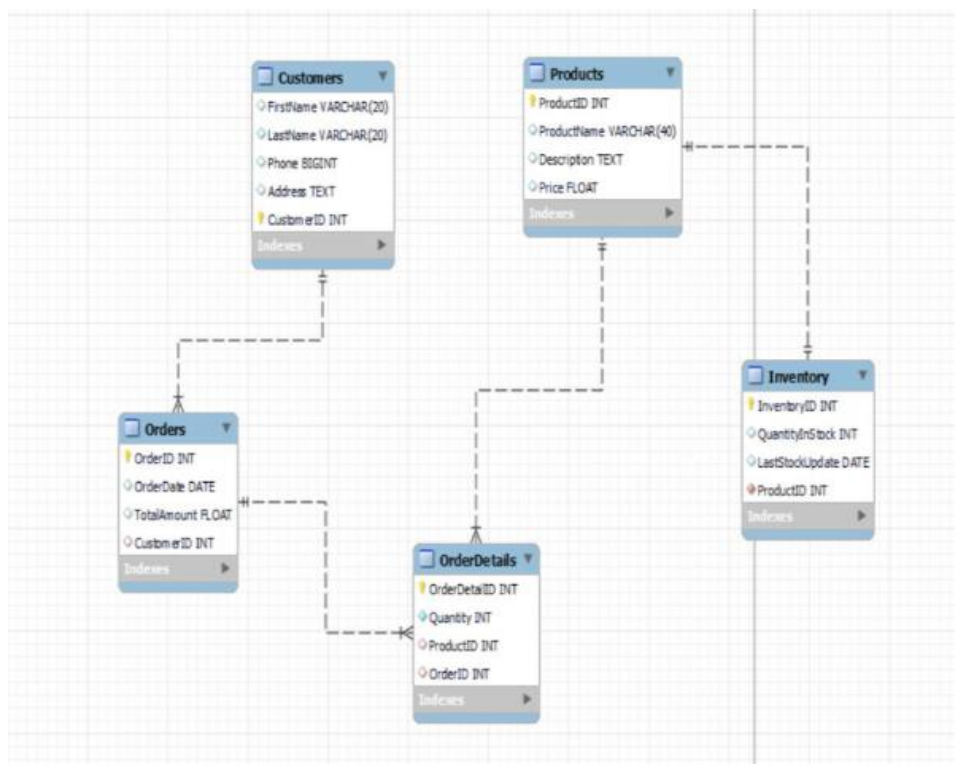 Customers
FirstName VARCHAR(20)
LastName VARCHAR(20)
Phone BIGINT
Address TEXT
CustomerID INT
Indexes
Products
ProductID INT
ProductName VARCHAR(40)
Description TEXT
Price FLOAT
Indexes
Orders
OrderID INT
OrderDate DATE
TotalAmount FLOAT
CustomerID INT
Indexes
OrderDetails
OrderDetailID INT
Quantity INT
ProductID INT
OrderID INT
Indexes
Inventory
InventoryID INT
QuantityInStock INT
LastStockUpdate DATE
ProductID INT
Indexes